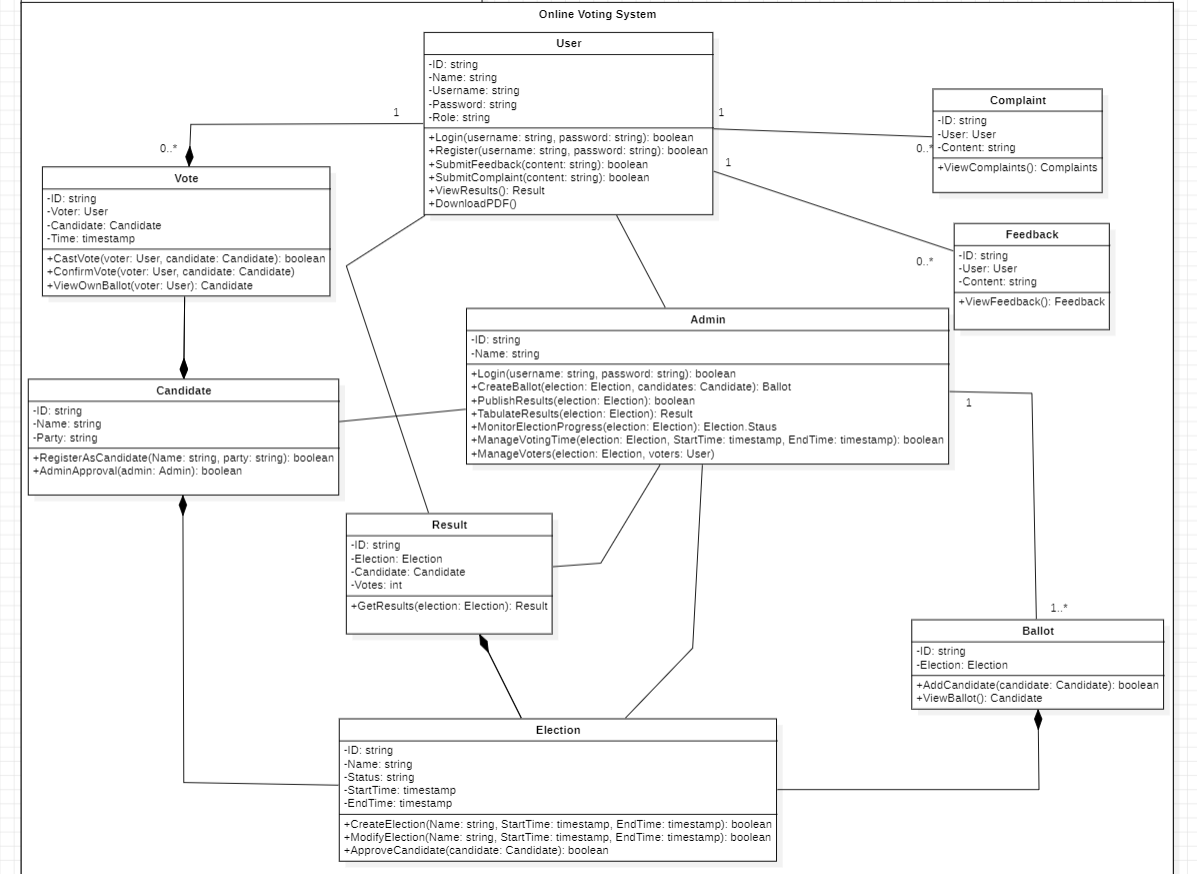 Online Voting System
User
-ID: string
-Name: string
-Username: string
-Password: string
-Role: string
+Login(username: string, password: string): boolean
+Register(username: string, password: string): boolean
+SubmitFeedback(content: string): boolean
+SubmitComplaint(content: string): boolean
+ViewResults(): Result
+DownloadPDF()
1
0..*
1
0..*
1
0..*
Complaint
-ID: string
-User: User
-Content: string
+ViewComplaints(): Complaints
Vote
-ID: string
-Voter: User
-Candidate: Candidate
-Time: timestamp
+CastVote(voter: User, candidate: Candidate): boolean
+ConfirmVote(voter: User, candidate: Candidate)
+ViewOwnBallot(voter: User): Candidate
Feedback
-ID: string
-User: User
-Content: string
+ViewFeedback(): Feedback
Admin
-ID: string
-Name: string
+Login(username: string, password: string): boolean
+CreateBallot(election: Election, candidates: Candidate): Ballot
+PublishResults(election: Election): boolean
+TabulateResults(election: Election): Result
+MonitorElectionProgress(election: Election): Election.Staus
+ManageVotingTime(election: Election, StartTime: timestamp, EndTime: timestamp): boolean
+ManageVoters(election: Election, voters: User)
Candidate
-ID: string
-Name: string
-Party: string
+RegisterAsCandidate(Name: string, party: string): boolean
+AdminApproval(admin: Admin): boolean
1
1..*
Result
-ID: string
-Election: Election
-Candidate: Candidate
-Votes: int
+GetResults(election: Election): Result
Ballot
-ID: string
-Election: Election
+AddCandidate(candidate: Candidate): boolean
+ViewBallot(): Candidate
Election
-ID: string
-Name: string
-Status: string
-StartTime: timestamp
-EndTime: timestamp
+CreateElection(Name: string, StartTime: timestamp, EndTime: timestamp): boolean
+ModifyElection(Name: string, StartTime: timestamp, EndTime: timestamp): boolean
+ApproveCandidate(candidate: Candidate): boolean